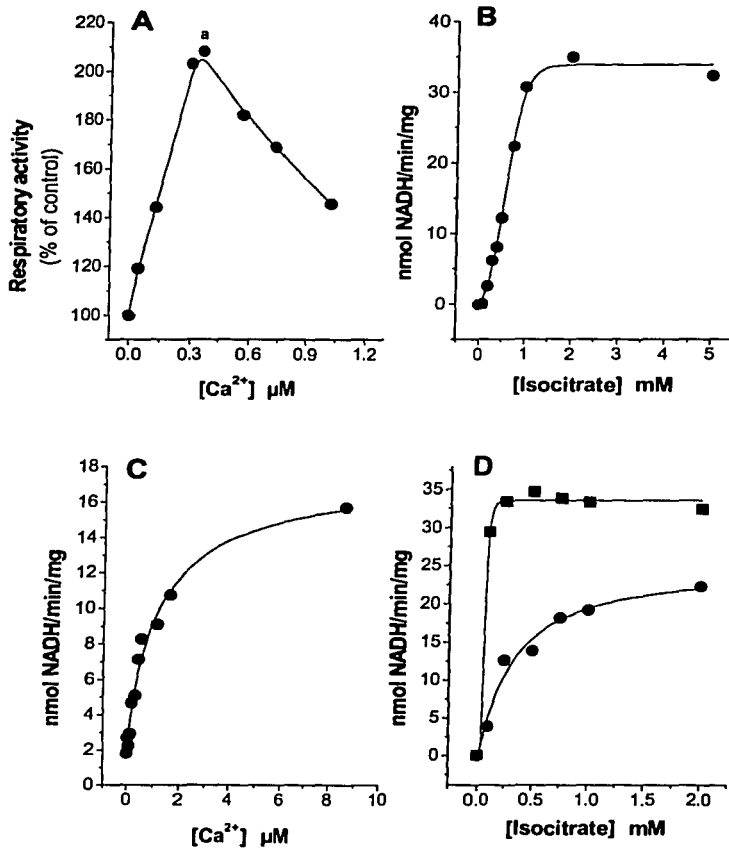 A
a
220
200
180
160
140
120
100
Respiratory activity
(% of control)
0.0 0.3 0.6 0.9 1.2
[Ca²⁺] µM
B
40
30
20
10
0
nmol NADH/min/mg
0 1 2 3 4 5
[Isocitrate] mM
C
18
16
14
12
10
8
6
4
2
0
nmol NADH/min/mg
0 2 4 6 8 10
[Ca²⁺] µM
D
35
30
25
20
15
10
5
0
nmol NADH/min/mg
0.0 0.5 1.0 1.5 2.0
[Isocitrate] mM